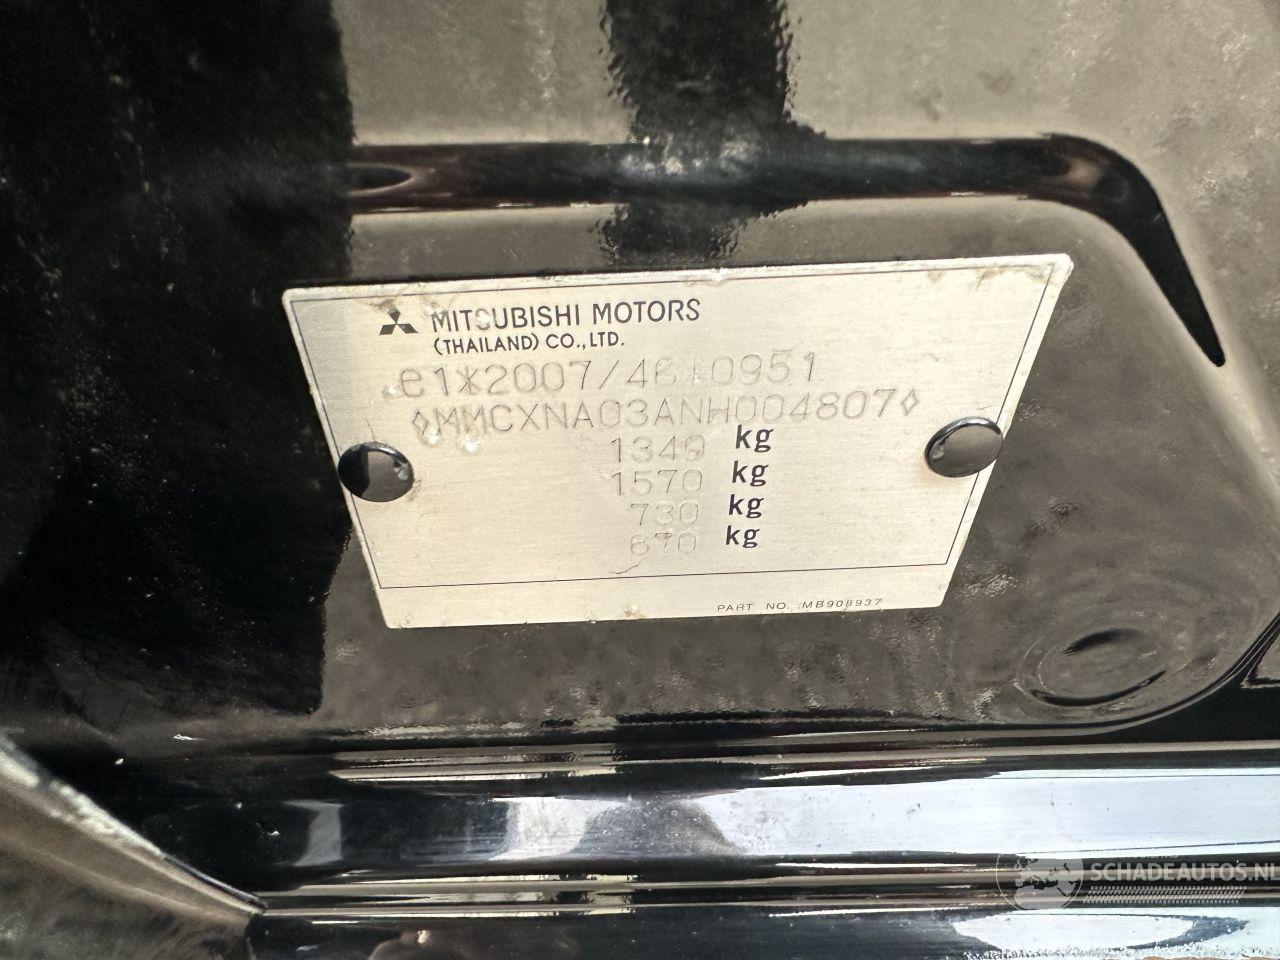 MITSUBISHI MOTORS
(THAILAND) CO.,LTD.
e1*2007/46*0951
◊MMCXNA03ANH004807◊
1340 kg
1570 kg
730 kg
670 kg
PART NO. MB908937
SCHADEAUTOS.NL